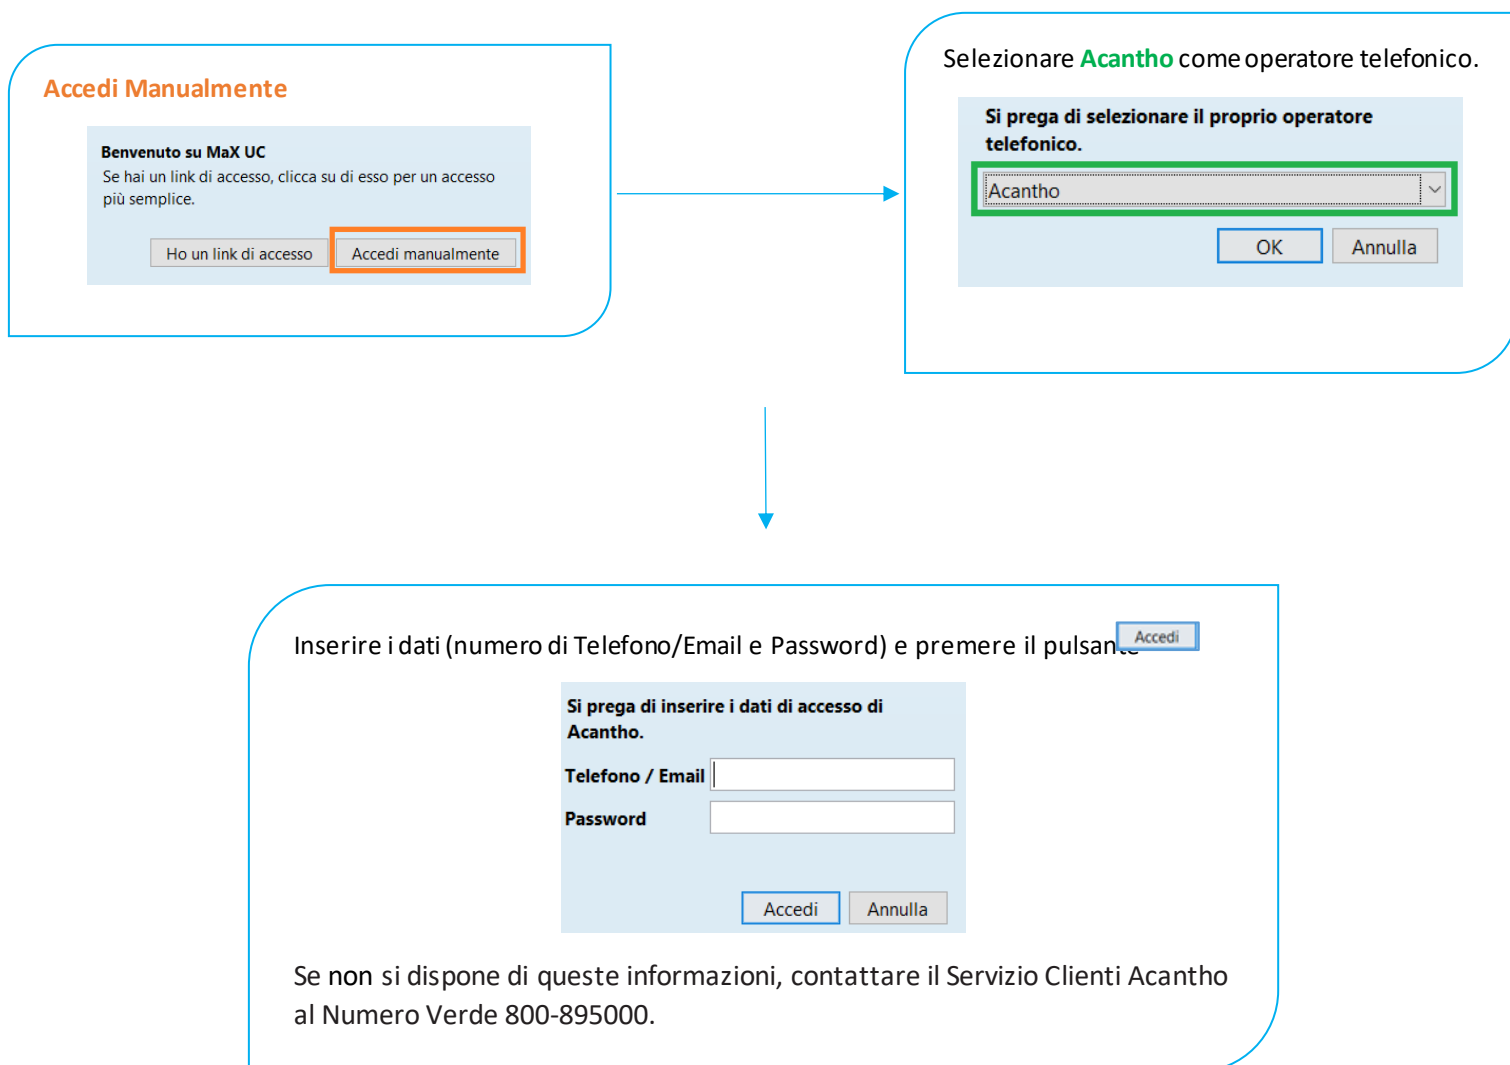 Accedi Manualmente
Benvenuto su MaX UC
Se hai un link di accesso, clicca su di esso per un accesso
più semplice.
Ho un link di accesso
Accedi manualmente
Selezionare Acantho come operatore telefonico.
Si prega di selezionare il proprio operatore
telefonico.
Acantho
OK
Annulla
Inserire i dati (numero di Telefono/Email e Password) e premere il pulsante
Accedi
Si prega di inserire i dati di accesso di
Acantho.
Telefono / Email
Password
Accedi
Annulla
Se non si dispone di queste informazioni, contattare il Servizio Clienti Acantho
al Numero Verde 800-895000.